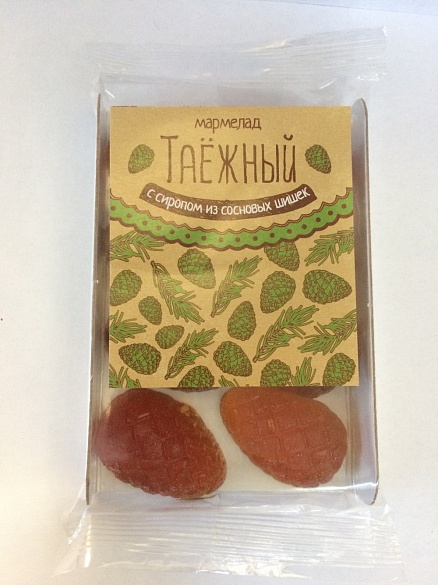 мармелад
ТАЁЖНЫЙ
с сиропом из сосновых шишек